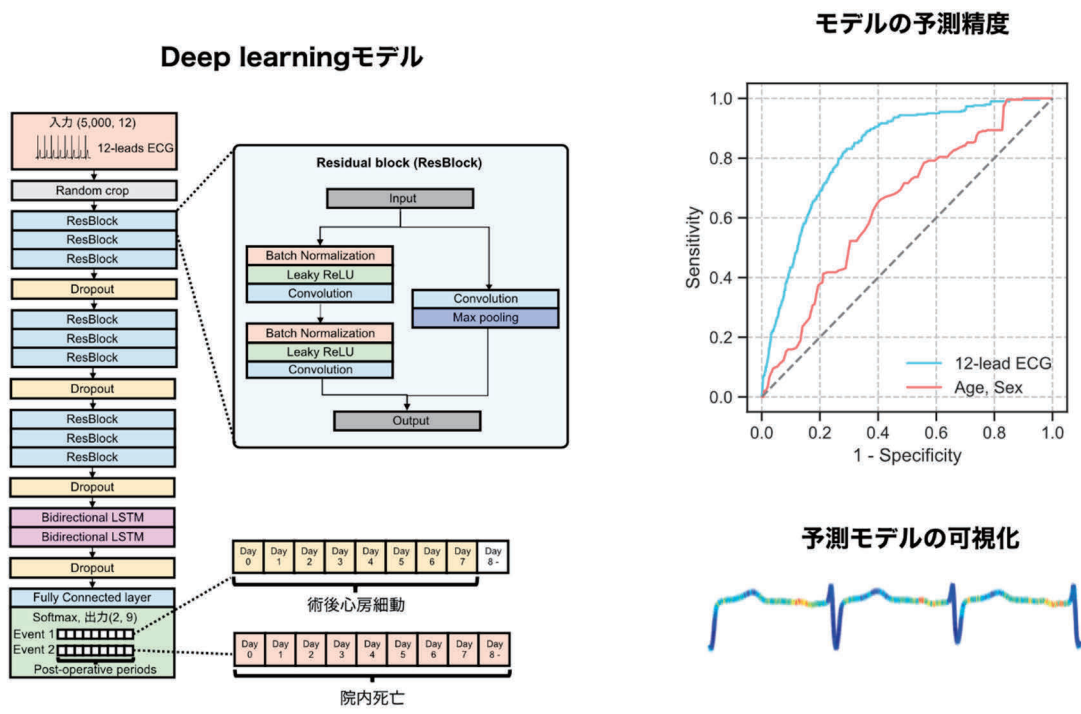 Deep learningモデル
入力 (5,000, 12)
12-leads ECG
Random crop
ResBlock
ResBlock
ResBlock
Dropout
ResBlock
ResBlock
ResBlock
Dropout
ResBlock
ResBlock
ResBlock
Dropout
Bidirectional LSTM
Bidirectional LSTM
Dropout
Fully Connected layer
Softmax, 出力(2, 9)
Event 1
Event 2
Post-operative periods
Residual block (ResBlock)
Input
Batch Normalization
Leaky ReLU
Convolution
Batch Normalization
Leaky ReLU
Convolution
Convolution
Max pooling
Output
Day 0 Day 1 Day 2 Day 3 Day 4 Day 5 Day 6 Day 7 Day 8 -
術後心房細動
Day 0 Day 1 Day 2 Day 3 Day 4 Day 5 Day 6 Day 7 Day 8 -
院内死亡
モデルの予測精度
Sensitivity
1.0
0.8
0.6
0.4
0.2
0.0
12-lead ECG
Age, Sex
0.0 0.2 0.4 0.6 0.8 1.0
1 - Specificity
予測モデルの可視化